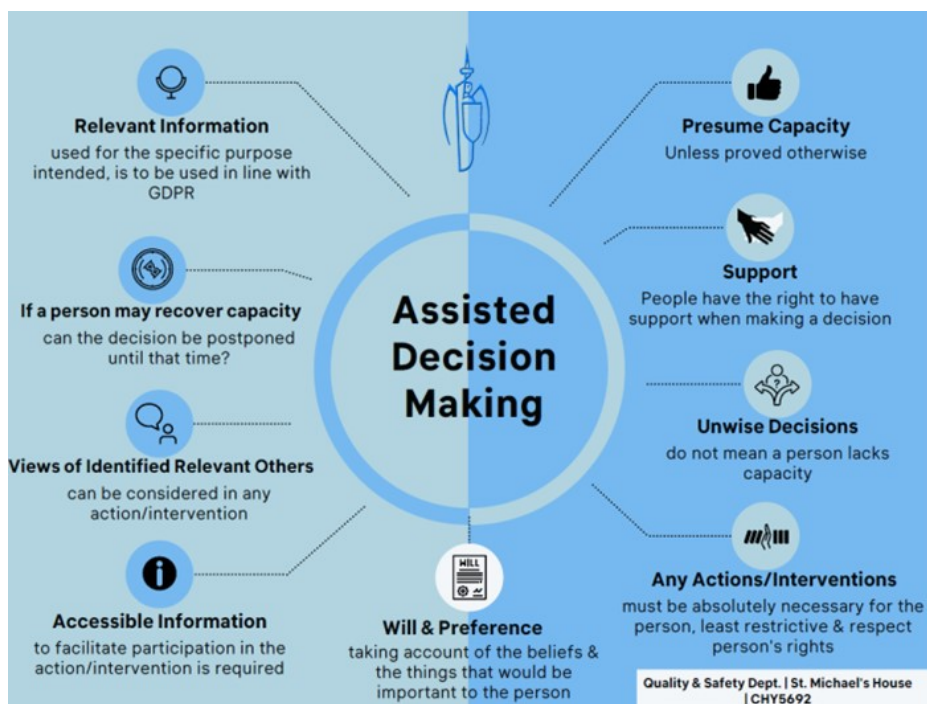 Relevant Information
used for the specific purpose
intended, is to be used in line with
GDPR
If a person may recover capacity
can the decision be postponed
until that time?
Views of Identified Relevant Others
can be considered in any
action/intervention
Accessible Information
to facilitate participation in the
action/intervention is required
Assisted
Decision
Making
WILL
Will & Preference
taking account of the beliefs &
the things that would be
important to the person
Presume Capacity
Unless proved otherwise
Support
People have the right to have
support when making a decision
?
Unwise Decisions
do not mean a person lacks
capacity
Any Actions/Interventions
must be absolutely necessary for the
person, least restrictive & respect
person's rights
Quality & Safety Dept. | St. Michael's House
| CHY5692